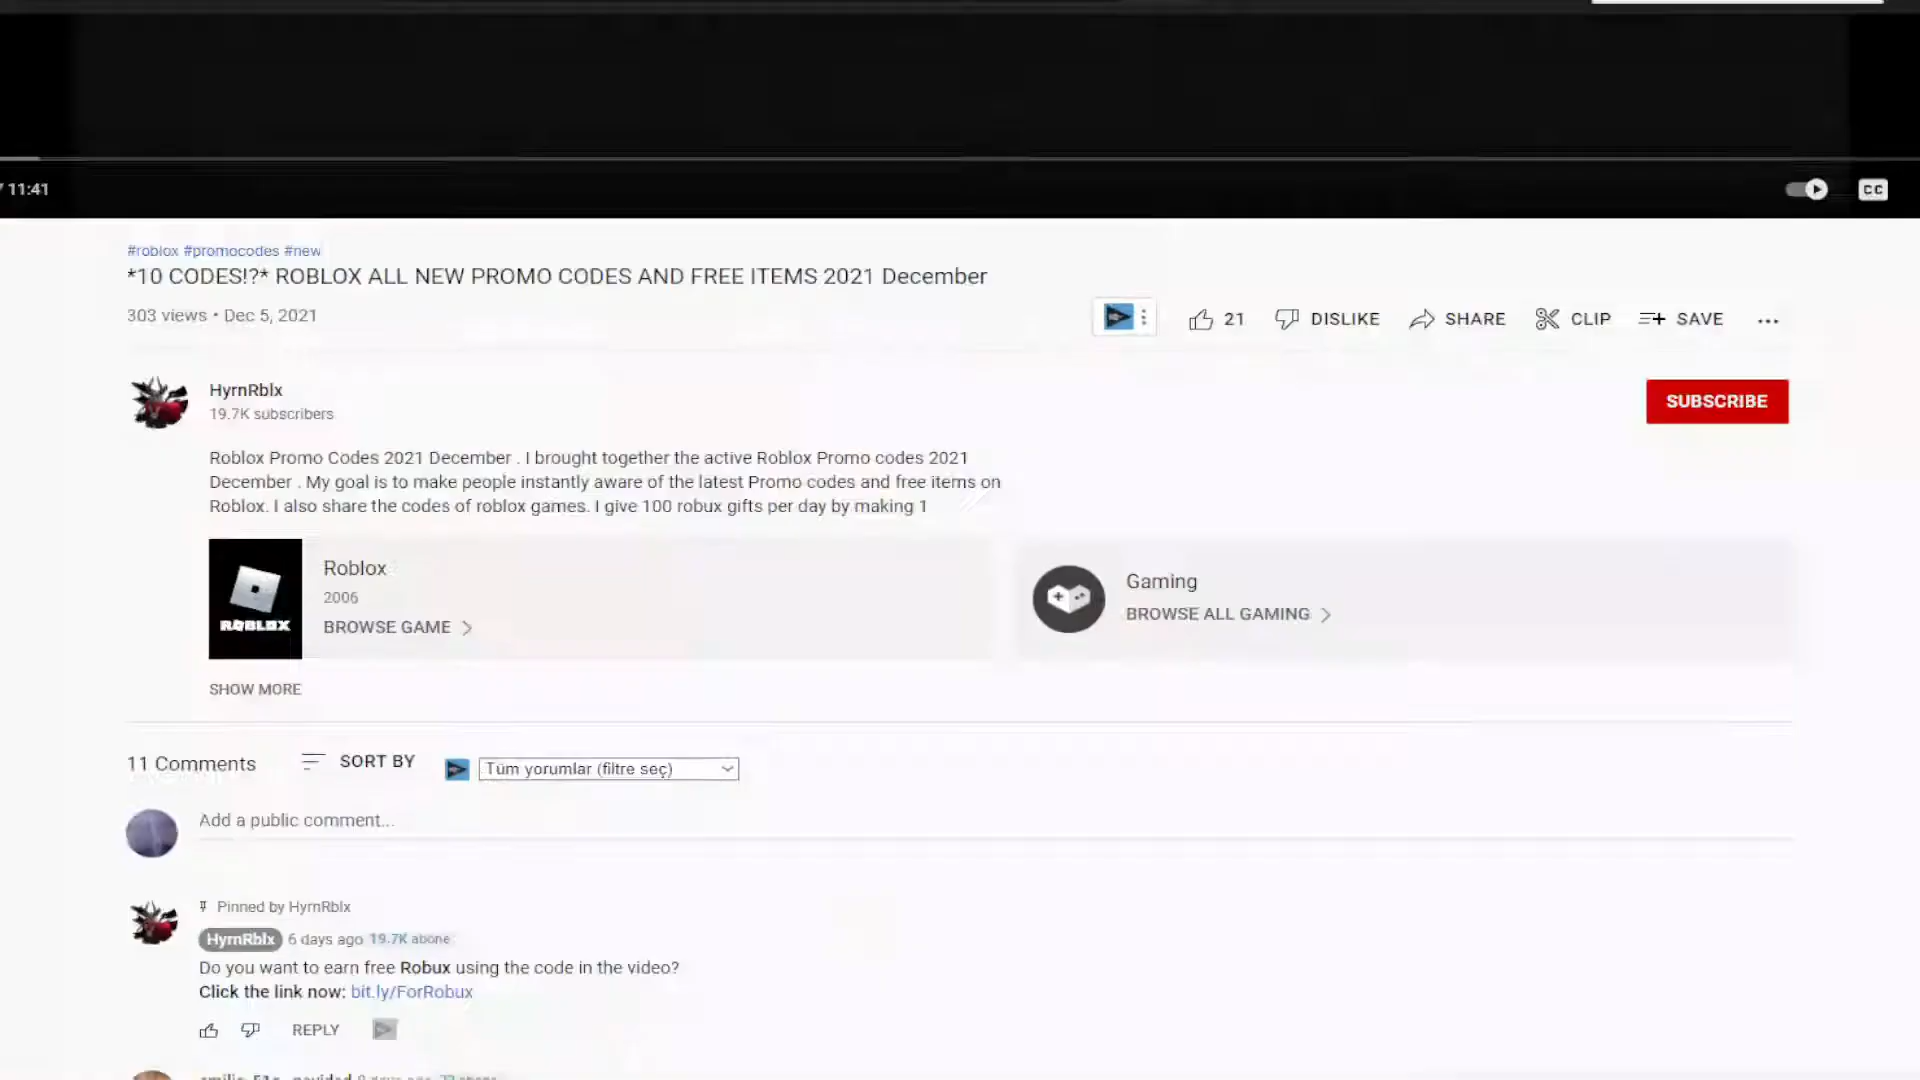 / 11:41
CC
#roblox #promocodes #new
*10 CODES!?* ROBLOX ALL NEW PROMO CODES AND FREE ITEMS 2021 December
303 views • Dec 5, 2021
21 DISLIKE SHARE CLIP SAVE
HyrnRblx
19.7K subscribers
SUBSCRIBE
Roblox Promo Codes 2021 December . I brought together the active Roblox Promo codes 2021
December . My goal is to make people instantly aware of the latest Promo codes and free items on
Roblox. I also share the codes of roblox games. I give 100 robux gifts per day by making 1
ROBLOX
Roblox
2006
BROWSE GAME
Gaming
BROWSE ALL GAMING
SHOW MORE
11 Comments SORT BY Tüm yorumlar (filtre seç)
Add a public comment...
Pinned by HyrnRblx
HyrnRblx 6 days ago 19.7K abone
Do you want to earn free Robux using the code in the video?
Click the link now: bit.ly/ForRobux
REPLY